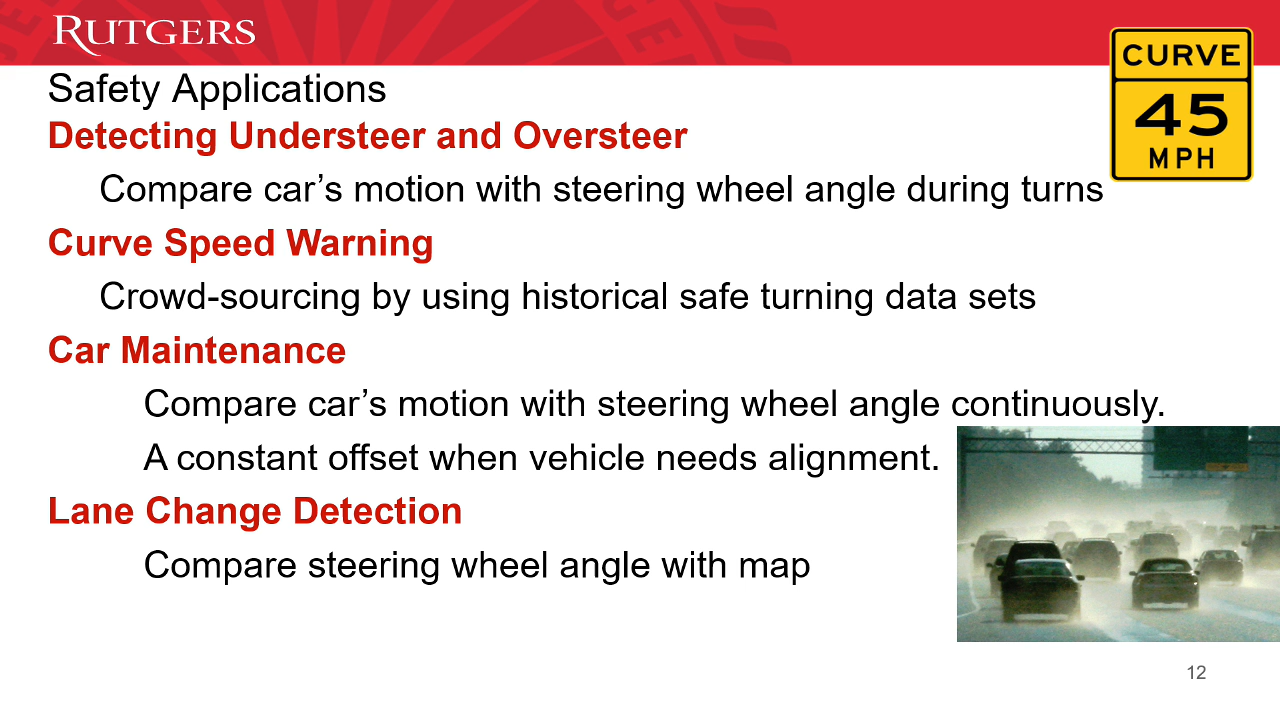 RUTGERS
CURVE
45
MPH
Safety Applications
Detecting Understeer and Oversteer
Compare car’s motion with steering wheel angle during turns
Curve Speed Warning
Crowd-sourcing by using historical safe turning data sets
Car Maintenance
Compare car’s motion with steering wheel angle continuously.
A constant offset when vehicle needs alignment.
Lane Change Detection
Compare steering wheel angle with map
12